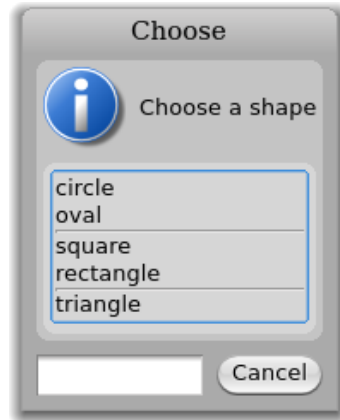 Choose
Choose a shape
circle
oval
square
rectangle
triangle
Cancel